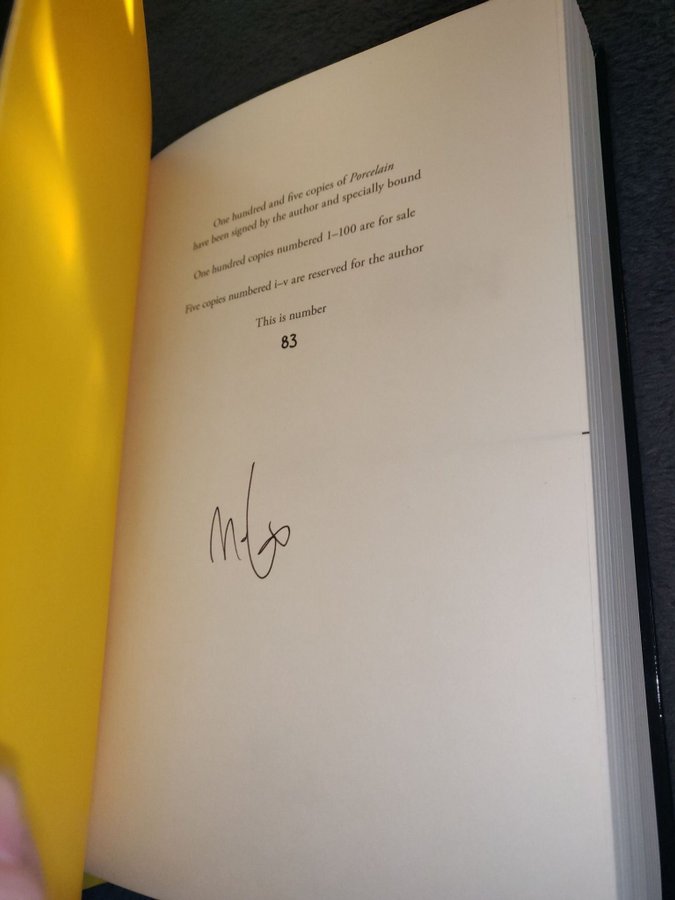 One hundred and five copies of Porcelain
have been signed by the author and specially bound
One hundred copies numbered 1–100 are for sale
Five copies numbered i–v are reserved for the author
This is number
83